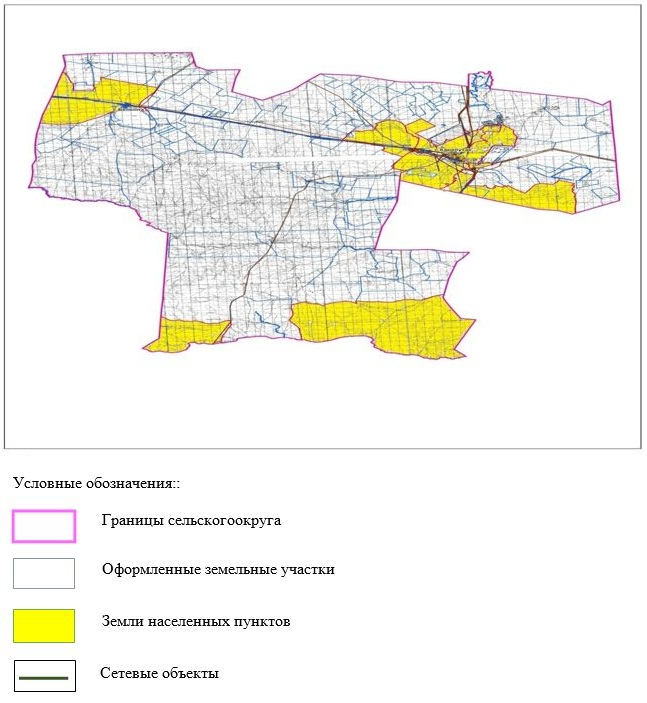 Условные обозначения::
Границы сельскогоокруга
Оформленные земельные участки
Земли населенных пунктов
Сетевые объекты